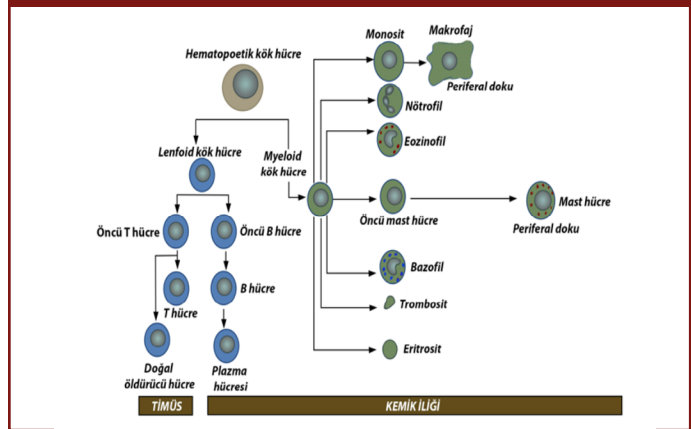 Hematopoetik kök hücre
Lenfoid kök hücre
Myeloid
kök hücre
Öncü T hücre
Öncü B hücre
T hücre
B hücre
Doğal
öldürücü hücre
Plazma
hücresi
Monosit
Makrofaj
Periferal doku
Nötrofil
Eozinofil
Öncü mast hücre
Mast hücre
Periferal doku
Bazofil
Trombosit
Eritrosit
TİMÜS
KEMİK İLİĞİ